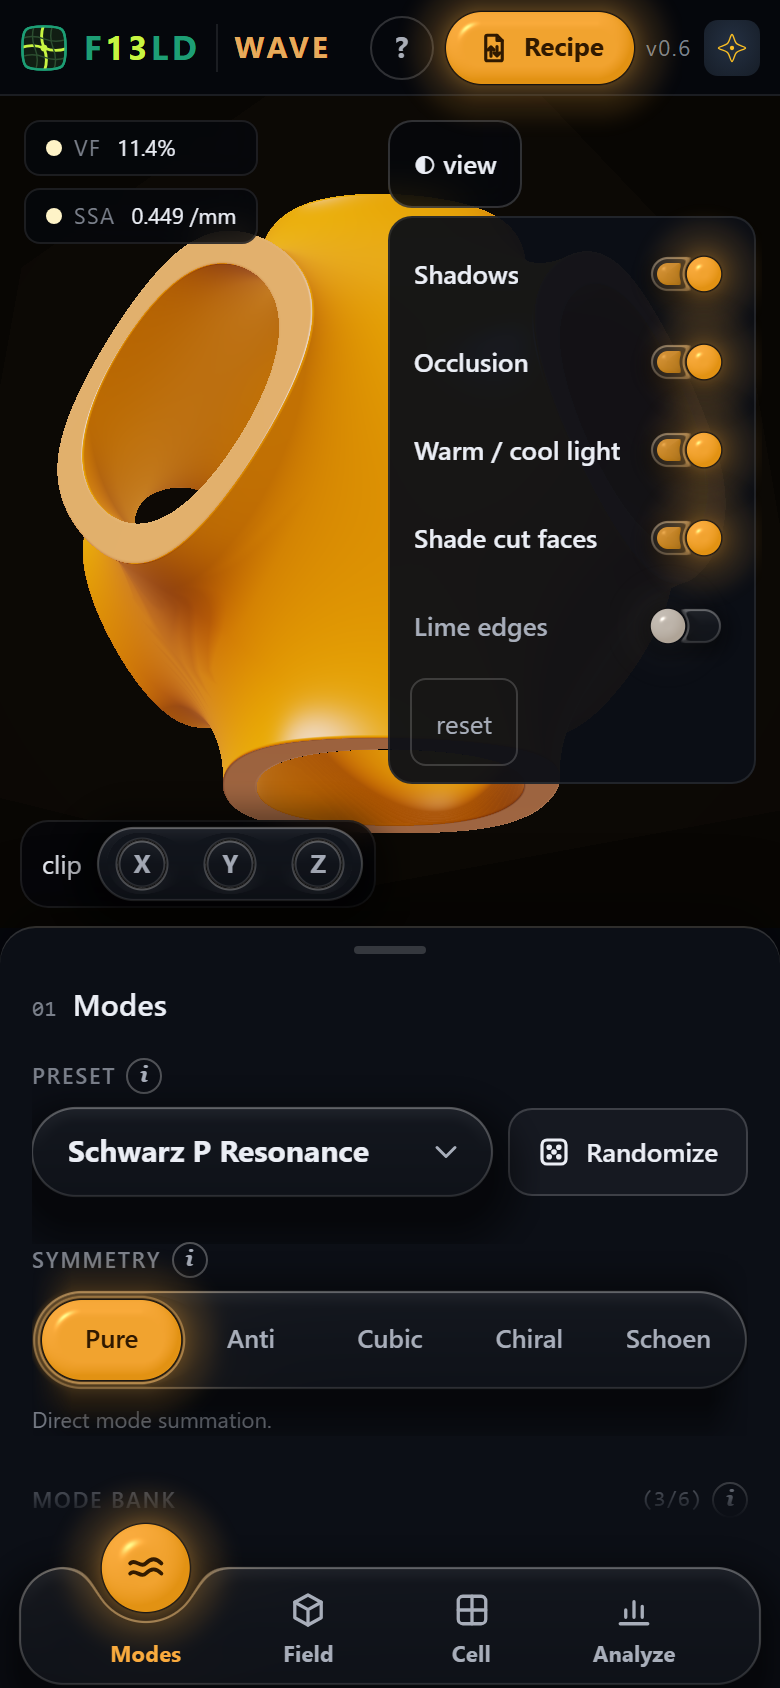 F13LD WAVE ? Recipe v0.6
VF 11.4%
SSA 0.449 /mm
view
Shadows
Occlusion
Warm / cool light
Shade cut faces
Lime edges
reset
clip X Y Z
01 Modes
PRESET i
Schwarz P Resonance
Randomize
SYMMETRY i
Pure Anti Cubic Chiral Schoen
Direct mode summation.
MODE BANK (3/6) i
Modes Field Cell Analyze